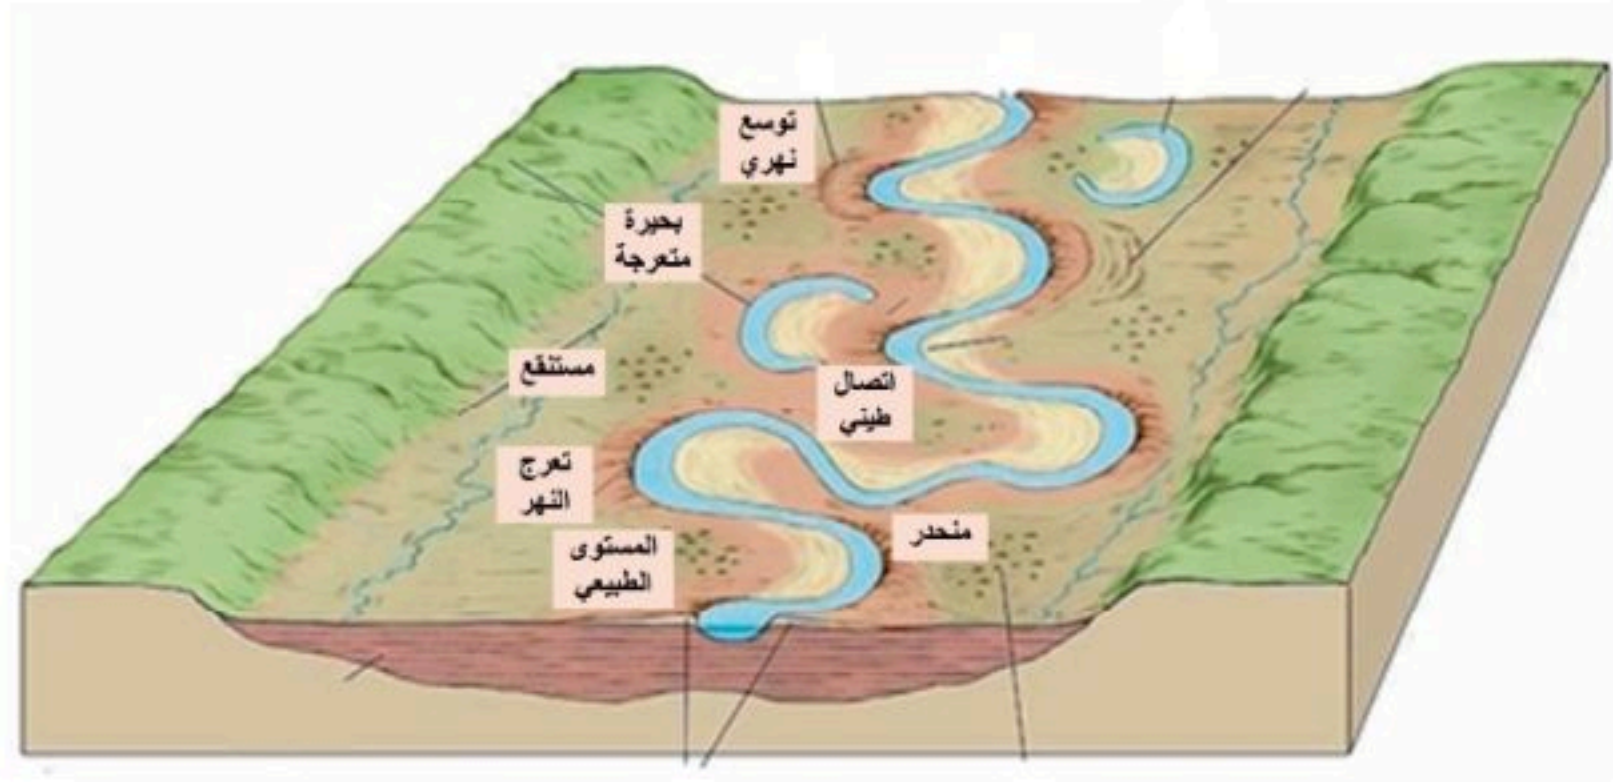 توسع
نهري
بحيرة
متعرجة
مستنقع
اتصال
طيني
تعرج
النهر
منحدر
المستوى
الطبيعي